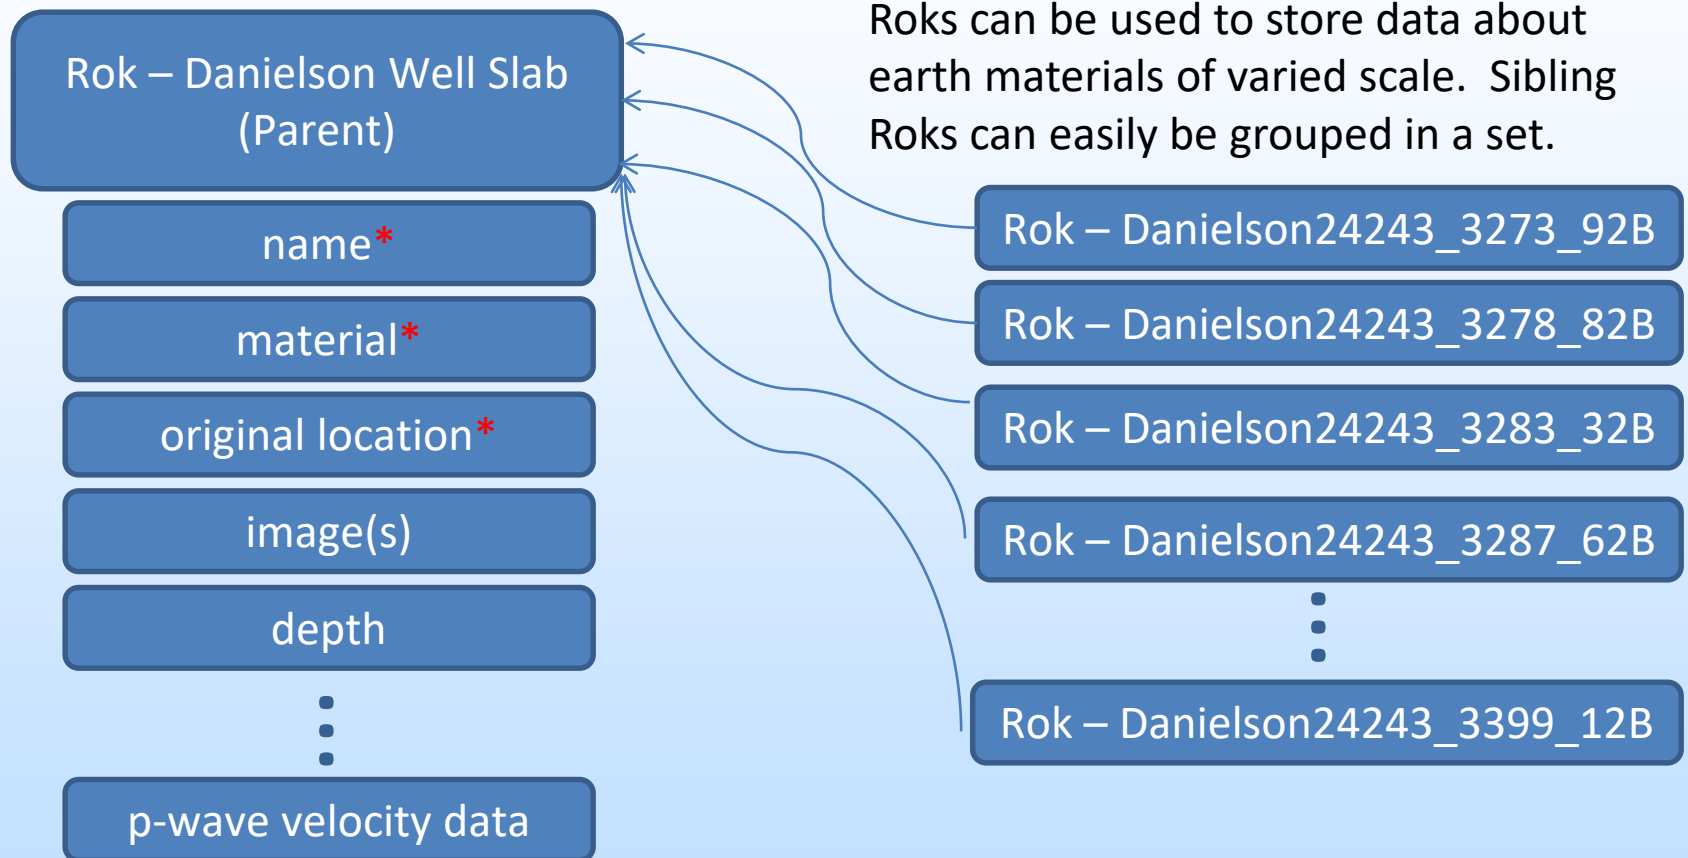 Roks can be used to store data about
earth materials of varied scale.  Sibling
Roks can easily be grouped in a set.
Rok – Danielson Well Slab
(Parent)
name*
material*
original location*
image(s)
depth
p-wave velocity data
Rok – Danielson24243_3273_92B
Rok – Danielson24243_3278_82B
Rok – Danielson24243_3283_32B
Rok – Danielson24243_3287_62B
Rok – Danielson24243_3399_12B